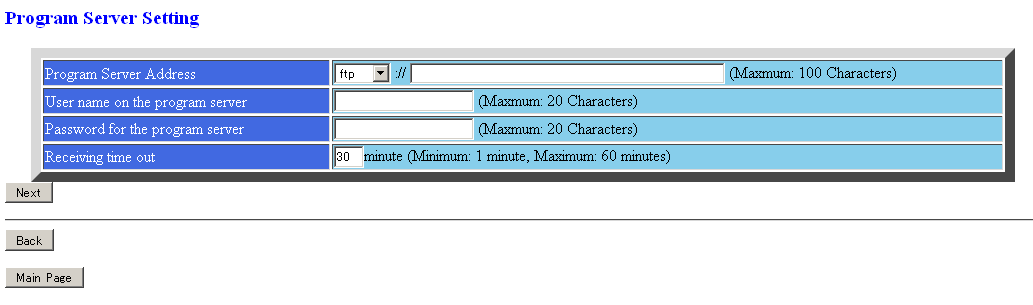 Program Server Setting
Program Server Address ftp :// (Maxmum: 100 Characters)
User name on the program server (Maxmum: 20 Characters)
Password for the program server (Maxmum: 20 Characters)
Receiving time out 30 minute (Minimum: 1 minute, Maximum: 60 minutes)
Next
Back
Main Page